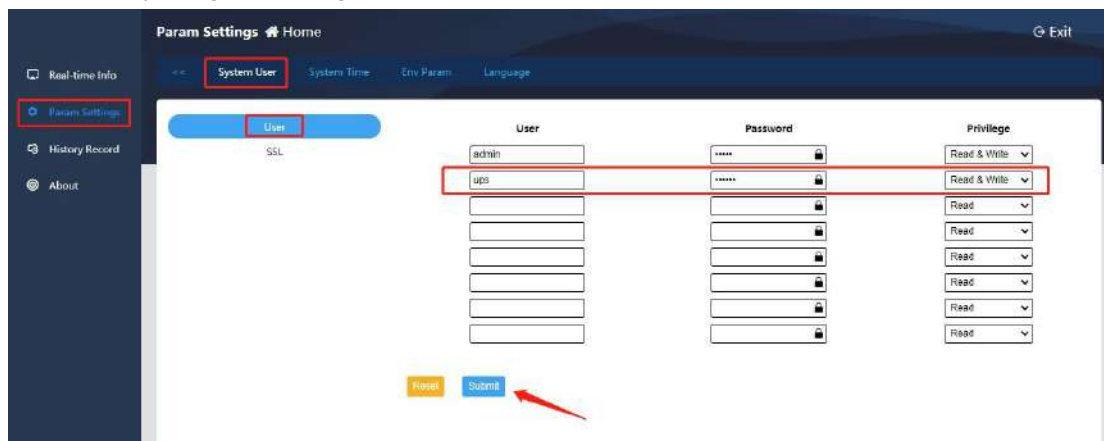 Param Settings Home
Exit
Real-time Info
Param Settings
History Record
About
<< System User System Time Env Param Language
User
SSL
User Password Privilege
admin ••••• Read & Write
ups •••••• Read & Write
Read
Read
Read
Read
Read
Read
Reset Submit